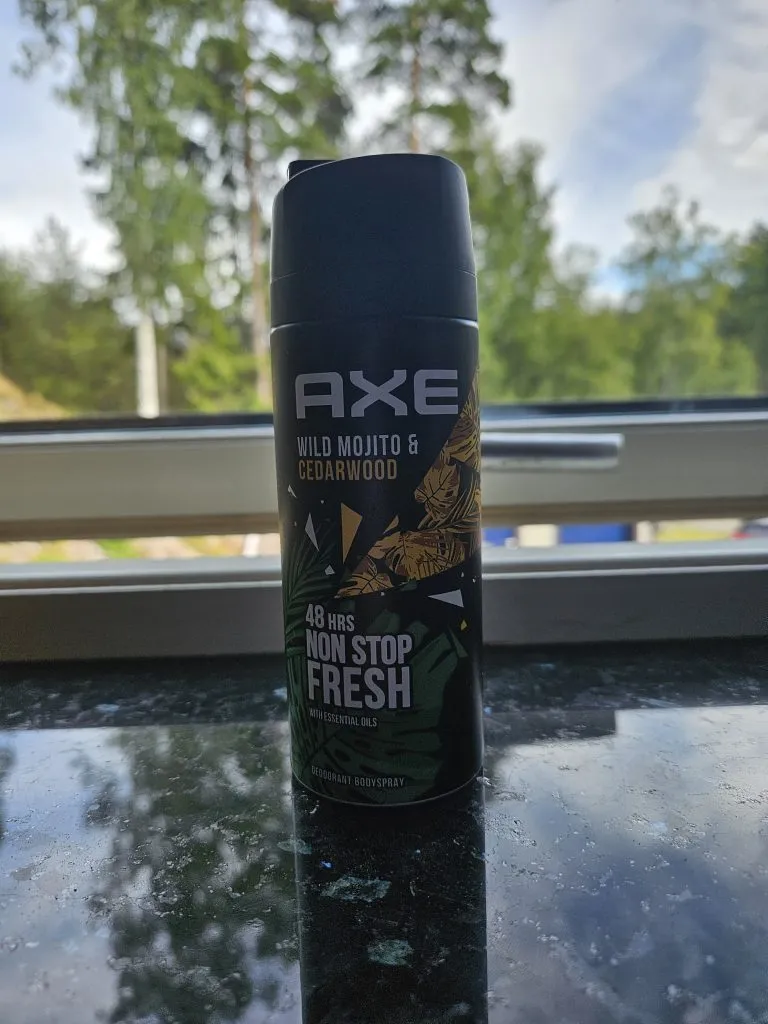 AXE
WILD MOJITO &
CEDARWOOD
48 HRS
NON STOP
FRESH
WITH ESSENTIAL OILS
DEODORANT BODYSPRAY